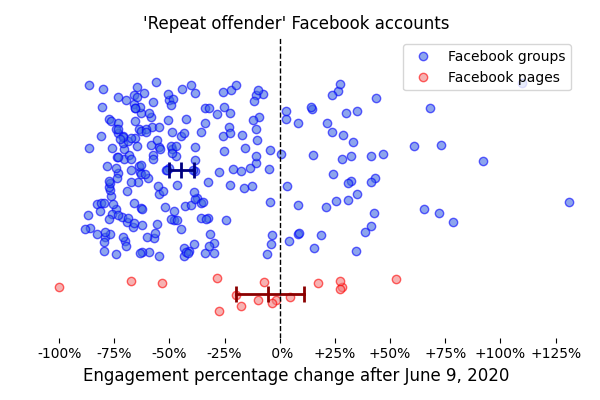 'Repeat offender' Facebook accounts
Facebook groups
Facebook pages
-100% -75% -50% -25% 0% +25% +50% +75% +100% +125%
Engagement percentage change after June 9, 2020